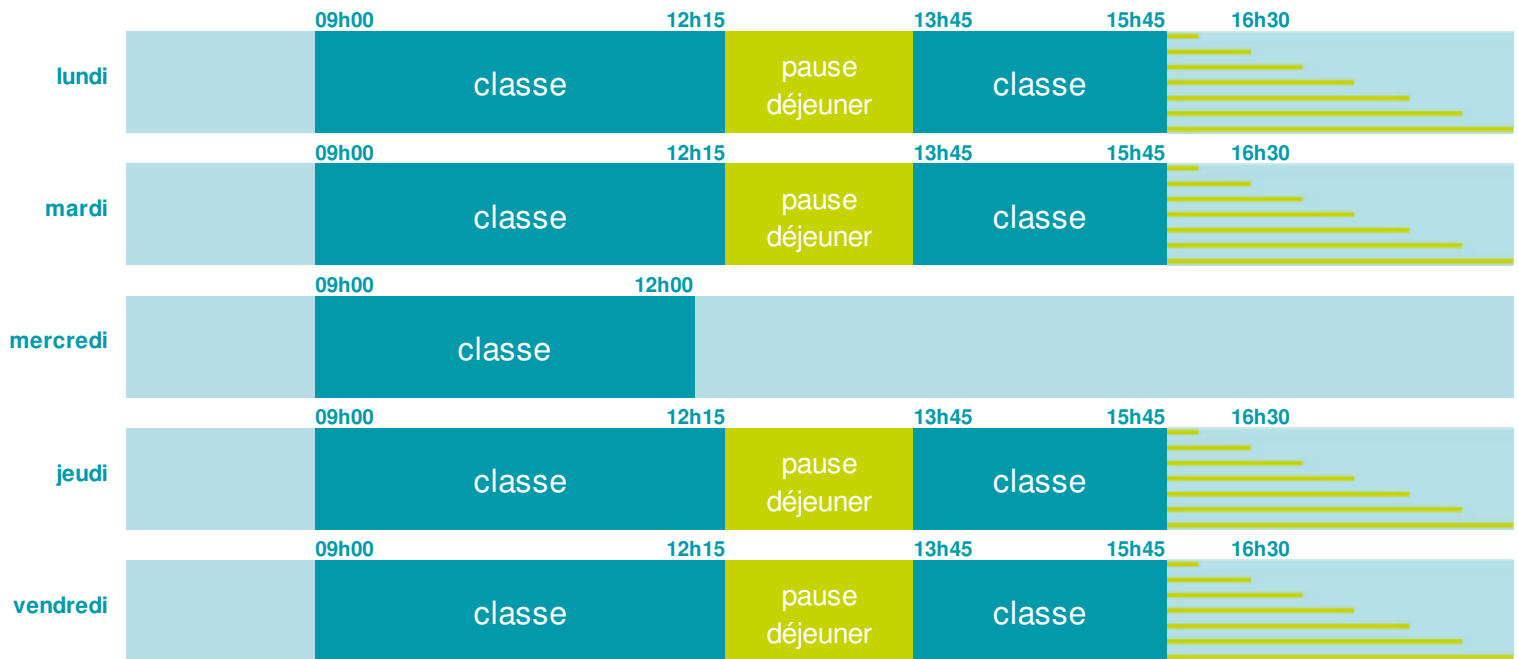 09h00 12h15 13h45 15h45 16h30
lundi classe pause déjeuner classe
09h00 12h15 13h45 15h45 16h30
mardi classe pause déjeuner classe
09h00 12h00
mercredi classe
09h00 12h15 13h45 15h45 16h30
jeudi classe pause déjeuner classe
09h00 12h15 13h45 15h45 16h30
vendredi classe pause déjeuner classe